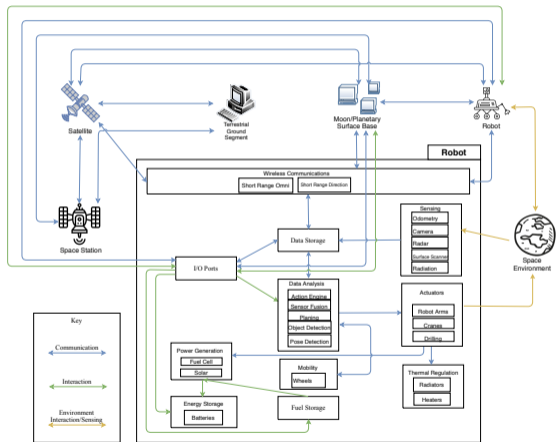 Satellite
Terrestrial
Ground
Segment
Moon/Planetary
Surface Base
Robot
Robot
Wireless Communications
Short Range Omni
Short Range Direction
Space Station
Data Storage
I/O Ports
Sensing
Odometry
Camera
Radar
Surface Scanner
Radiation
Space
Environment
Data Analysis
Action Engine
Sensor Fusion
Planing
Object Detection
Pose Detection
Actuators
Robot Arms
Cranes
Drilling
Key
Communication
Interaction
Environment
Interaction/Sensing
Power Generation
Fuel Cell
Solar
Mobility
Wheels
Thermal Regulation
Radiators
Heaters
Energy Storage
Batteries
Fuel Storage